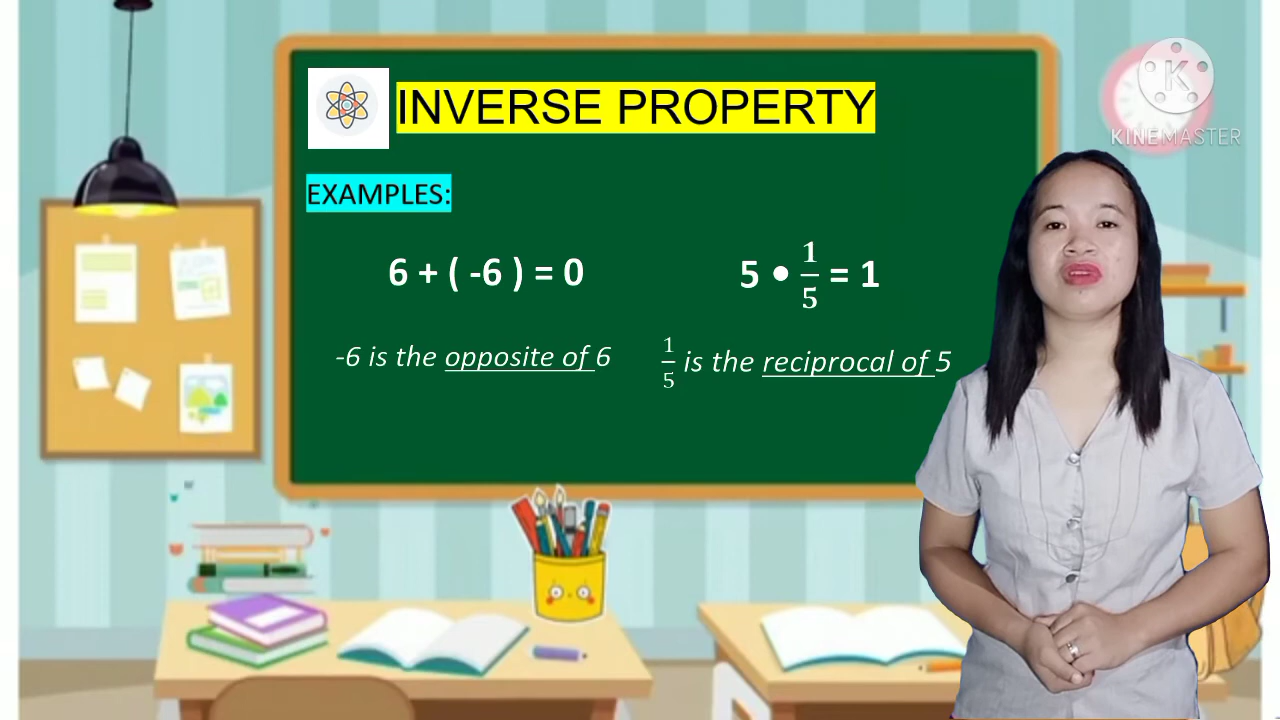 INVERSE PROPERTY
EXAMPLES:
6 + ( -6 ) = 0
5 • 1/5 = 1
-6 is the opposite of 6
1/5 is the reciprocal of 5
KINEMASTER